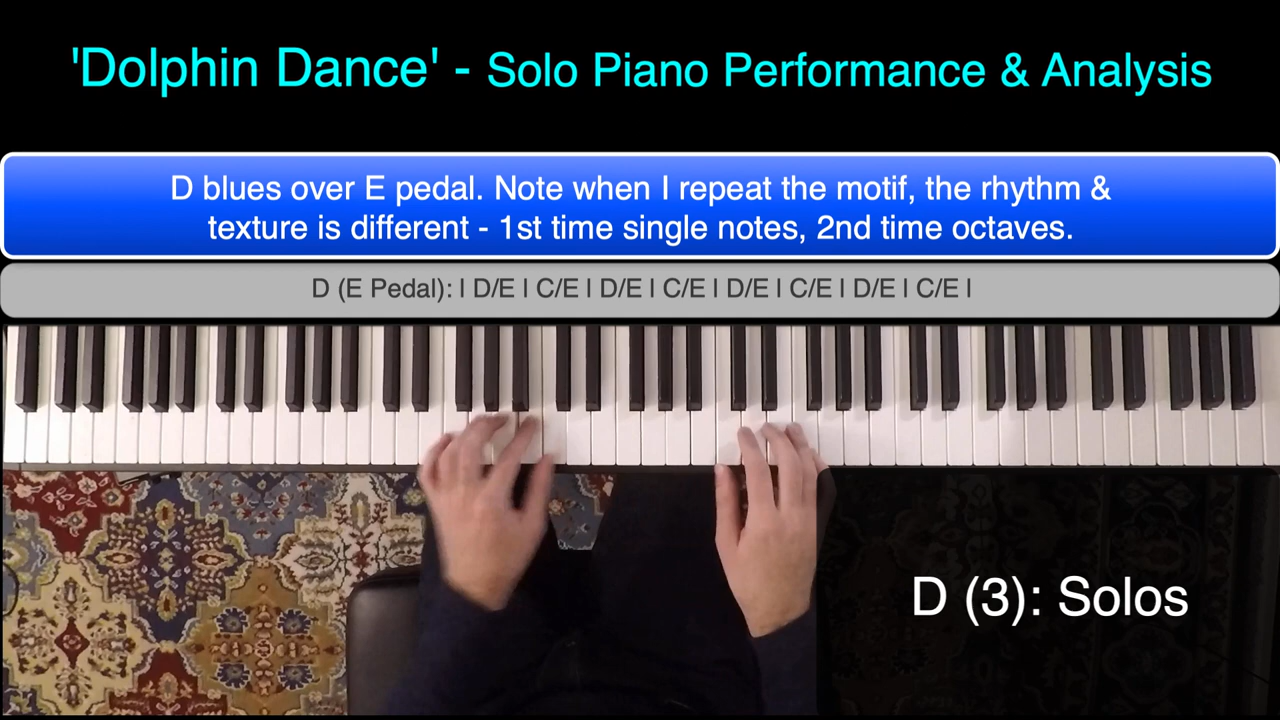 'Dolphin Dance' - Solo Piano Performance & Analysis
D blues over E pedal. Note when I repeat the motif, the rhythm &
texture is different - 1st time single notes, 2nd time octaves.
D (E Pedal): | D/E | C/E | D/E | C/E | D/E | C/E | D/E | C/E |
D (3): Solos